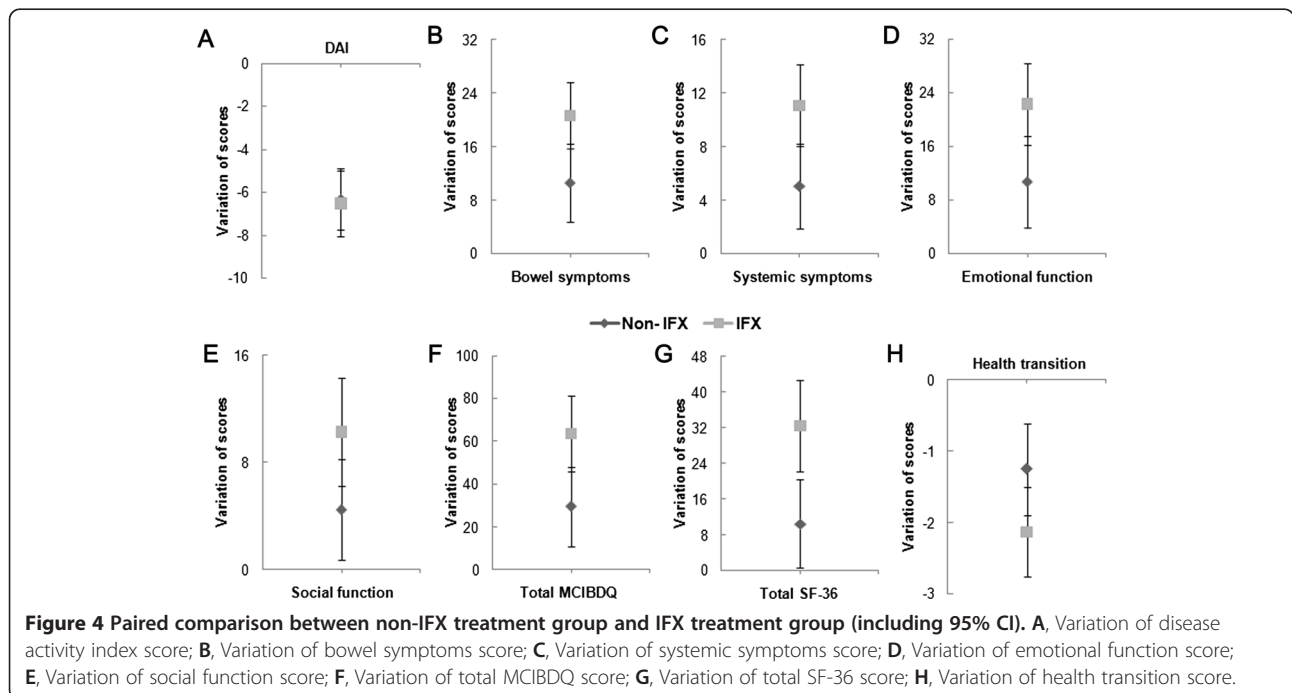 A
DAI
0
-2
-4
-6
-8
-10
Variation of scores
B
32
24
16
8
0
Variation of scores
Bowel symptoms
C
16
12
8
4
0
Variation of scores
Systemic symptoms
D
32
24
16
8
0
Variation of scores
Emotional function
Non-IFX
IFX
E
16
8
0
Variation of scores
Social function
F
100
80
60
40
20
0
Variation of scores
Total MCIBDQ
G
48
40
32
24
16
8
0
Variation of scores
Total SF-36
H
Health transition
0
-1
-2
-3
Variation of scores
Figure 4 Paired comparison between non-IFX treatment group and IFX treatment group (including 95% CI). A, Variation of disease
activity index score; B, Variation of bowel symptoms score; C, Variation of systemic symptoms score; D, Variation of emotional function score;
E, Variation of social function score; F, Variation of total MCIBDQ score; G, Variation of total SF-36 score; H, Variation of health transition score.